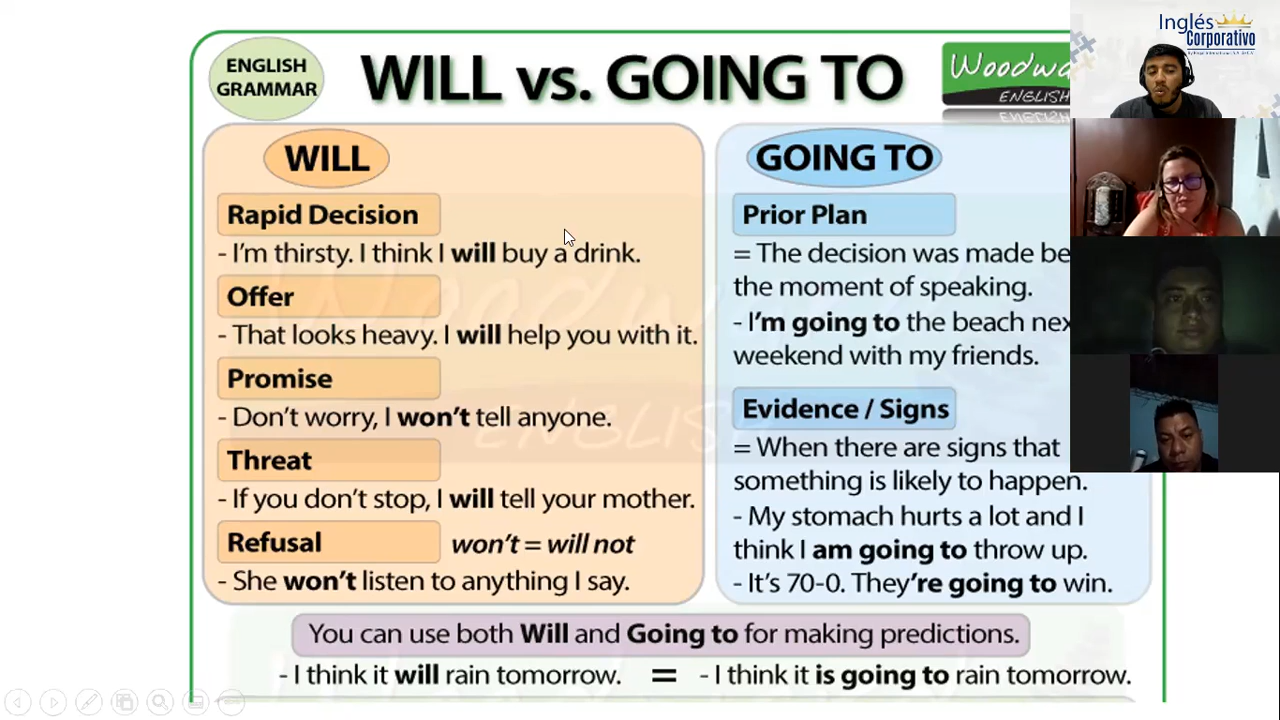 ENGLISH
GRAMMAR
WILL vs. GOING TO
ENGLISH
Inglés
Corporativo
WILL
Rapid Decision
- I'm thirsty. I think I will buy a drink.
Offer
- That looks heavy. I will help you with it.
Promise
- Don't worry, I won't tell anyone.
Threat
- If you don't stop, I will tell your mother.
Refusal won't = will not
- She won't listen to anything I say.
GOING TO
Prior Plan
= The decision was made be
the moment of speaking.
- I'm going to the beach nex
weekend with my friends.
Evidence / Signs
= When there are signs that
something is likely to happen.
- My stomach hurts a lot and I
think I am going to throw up.
- It's 70-0. They're going to win.
You can use both Will and Going to for making predictions.
- I think it will rain tomorrow. = - I think it is going to rain tomorrow.